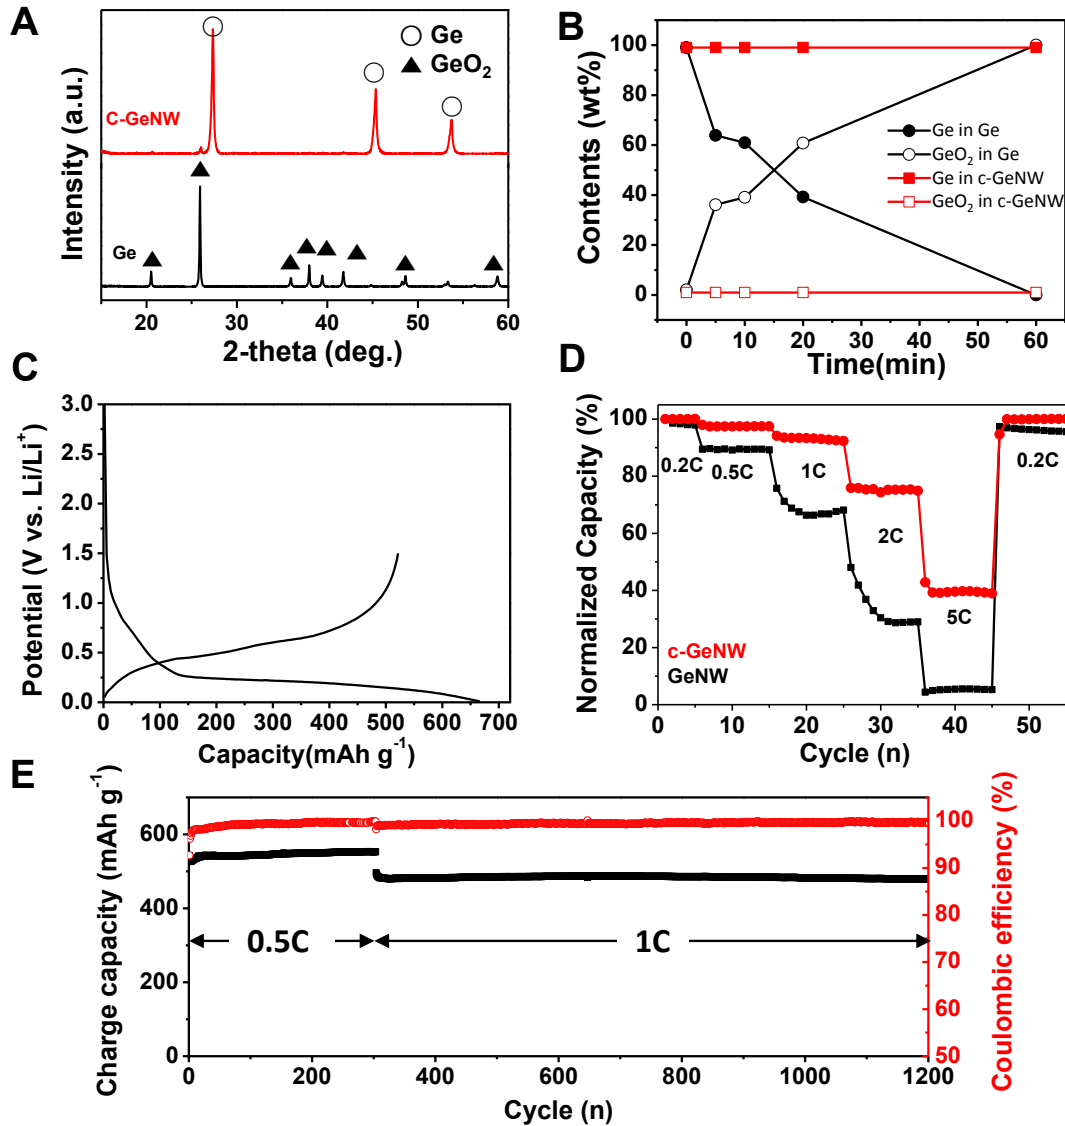 A
Intensity (a.u.)
Ge
GeO2
C-GeNW
Ge
20 30 40 50 60
2-theta (deg.)
B
Contents (wt%)
100
80
60
40
20
0
Ge in Ge
GeO2 in Ge
Ge in c-GeNW
GeO2 in c-GeNW
0 10 20 30 40 50 60
Time(min)
C
Potential (V vs. Li/Li+)
3.0
2.5
2.0
1.5
1.0
0.5
0.0
0 100 200 300 400 500 600 700
Capacity(mAh g-1)
D
Normalized Capacity (%)
100
80
60
40
20
0
0.2C 0.5C 1C 2C 5C 0.2C
c-GeNW
GeNW
0 10 20 30 40 50
Cycle (n)
E
Charge capacity (mAh g-1)
600
400
200
0
0.5C 1C
100
90
80
70
60
50
Coulombic efficiency (%)
0 200 400 600 800 1000 1200
Cycle (n)